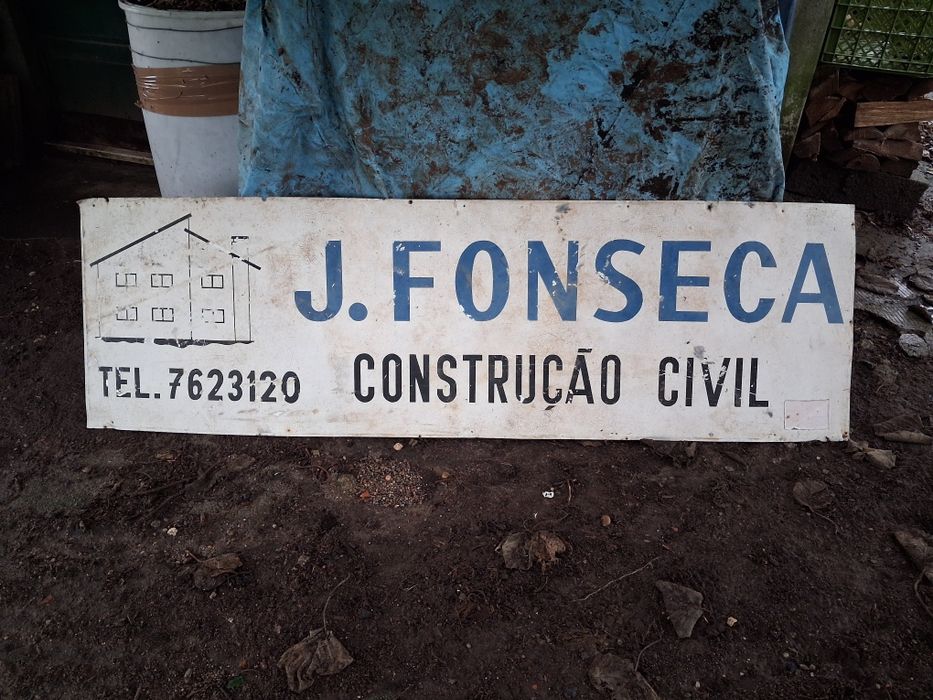 J. FONSECA
TEL. 7623120 CONSTRUÇÃO CIVIL